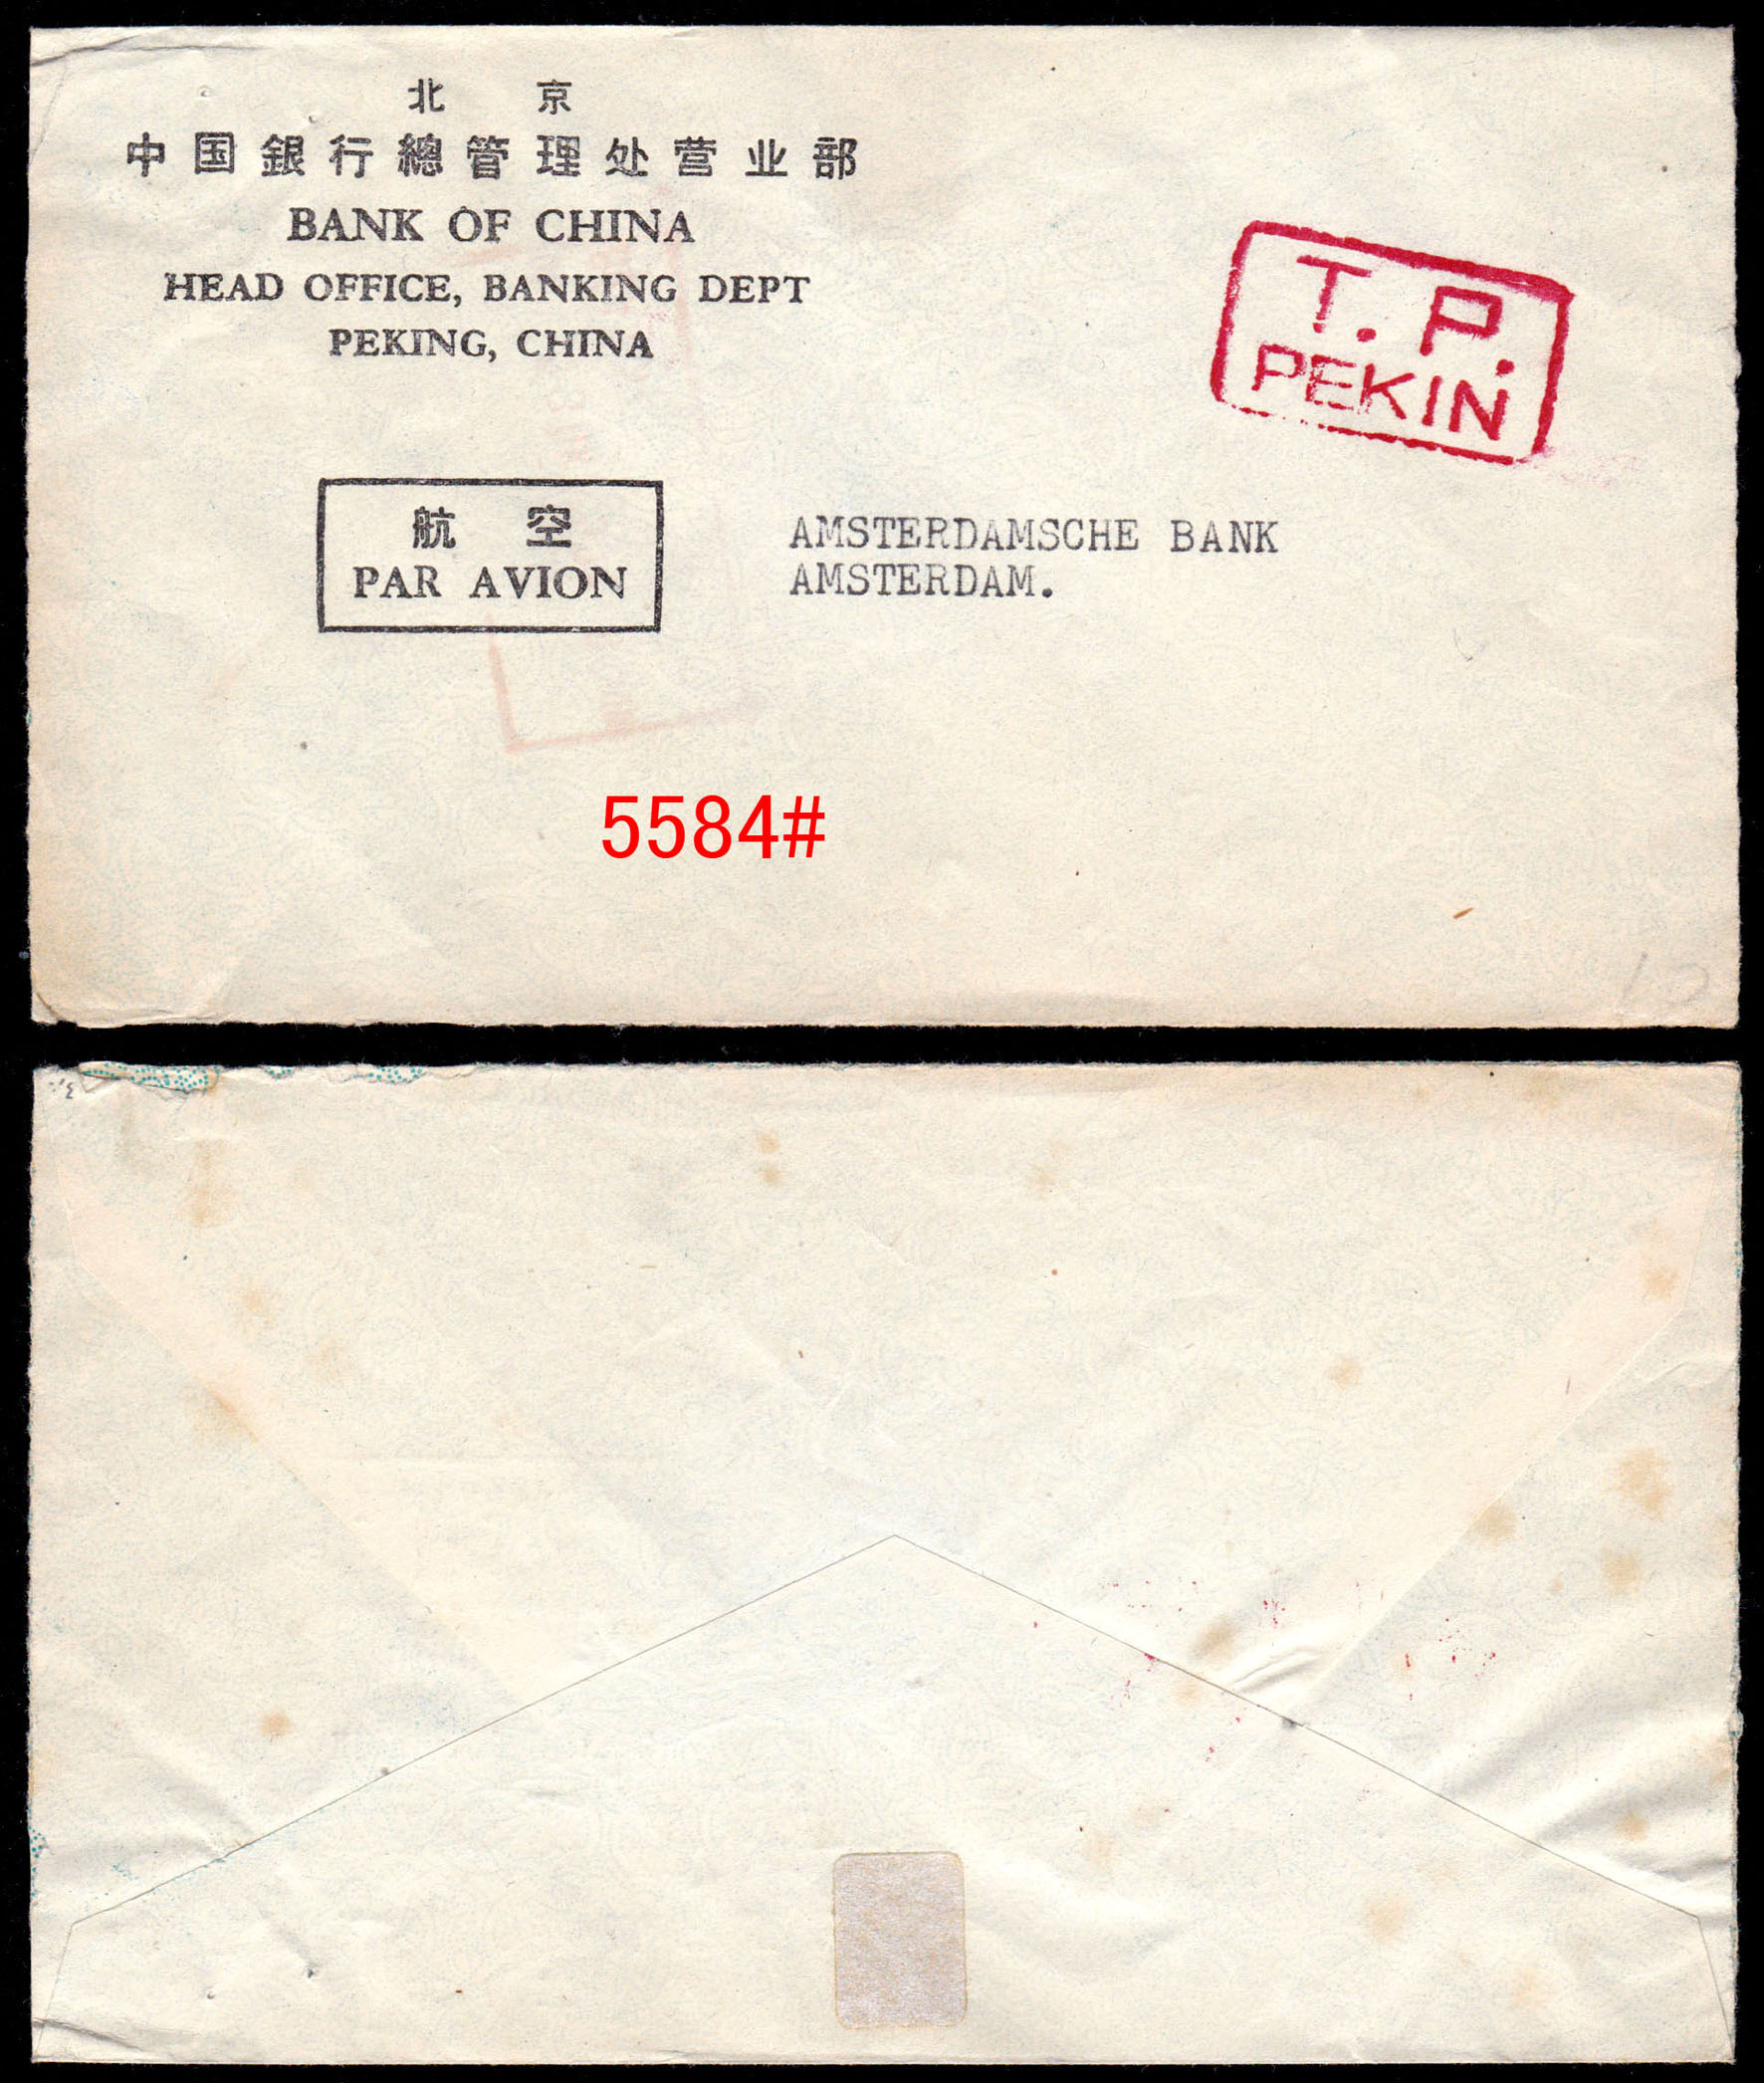 北 京
中国銀行總管理处营业部
BANK OF CHINA
HEAD OFFICE, BANKING DEPT
PEKING, CHINA
T. P.
PEKIN
航 空
PAR AVION
AMSTERDAMSCHE BANK
AMSTERDAM.
5584#